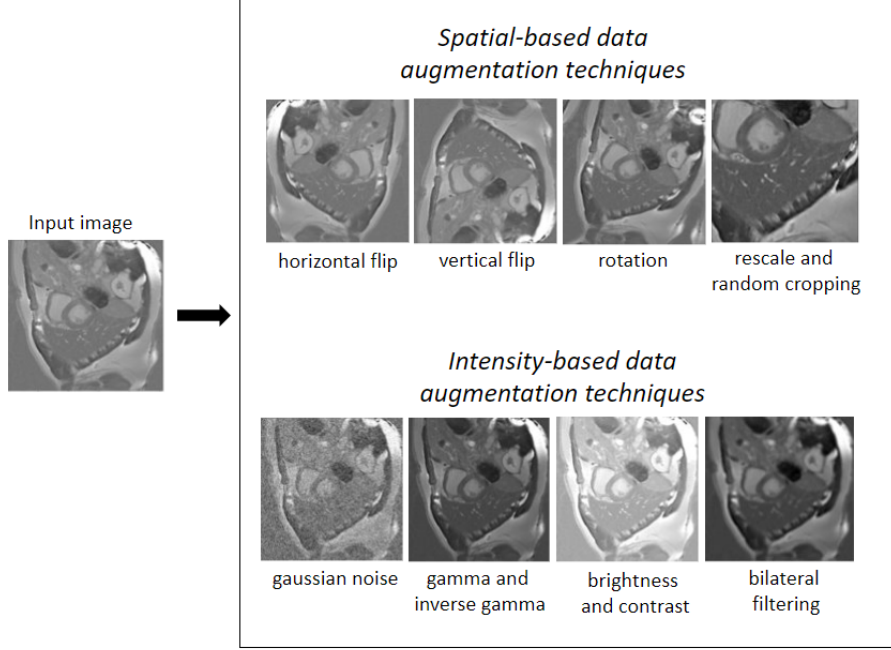 Spatial-based data
augmentation techniques
Input image
horizontal flip
vertical flip
rotation
rescale and
random cropping
Intensity-based data
augmentation techniques
gaussian noise
gamma and
inverse gamma
brightness
and contrast
bilateral
filtering